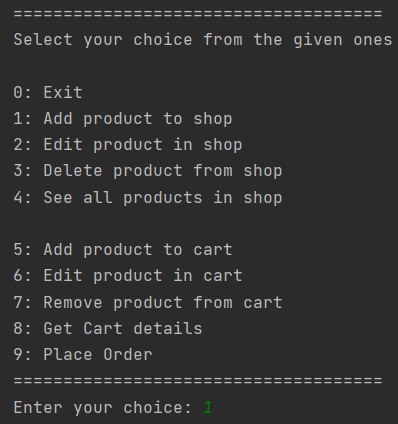 =====================================
Select your choice from the given ones
0: Exit
1: Add product to shop
2: Edit product in shop
3: Delete product from shop
4: See all products in shop
5: Add product to cart
6: Edit product in cart
7: Remove product from cart
8: Get Cart details
9: Place Order
=====================================
Enter your choice: 1